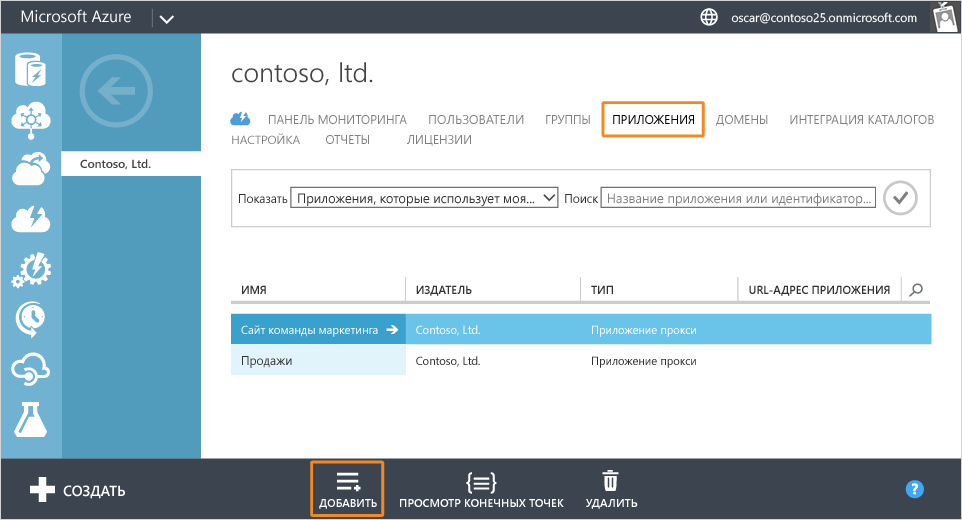 Microsoft Azure
oscar@contoso25.onmicrosoft.com
contoso, ltd.
ПАНЕЛЬ МОНИТОРИНГА ПОЛЬЗОВАТЕЛИ ГРУППЫ ПРИЛОЖЕНИЯ ДОМЕНЫ ИНТЕГРАЦИЯ КАТАЛОГОВ
НАСТРОЙКА ОТЧЕТЫ ЛИЦЕНЗИИ
Contoso, Ltd.
Показать Приложения, которые использует моя... Поиск Название приложения или идентификатор...
ИМЯ ИЗДАТЕЛЬ ТИП URL-АДРЕС ПРИЛОЖЕНИЯ
Сайт команды маркетинга Contoso, Ltd. Приложение прокси
Продажи Contoso, Ltd. Приложение прокси
СОЗДАТЬ ДОБАВИТЬ ПРОСМОТР КОНЕЧНЫХ ТОЧЕК УДАЛИТЬ ?